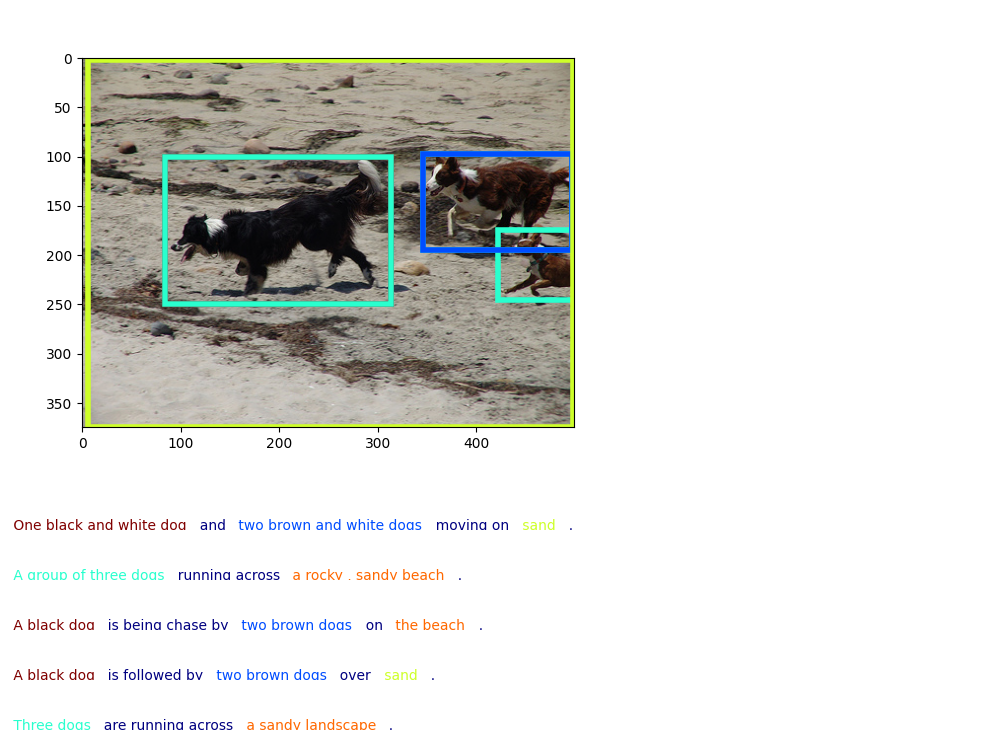 0
50
100
150
200
250
300
350
0 100 200 300 400
One black and white dog and two brown and white dogs moving on sand .
A group of three dogs running across a rocky , sandy beach .
A black dog is being chase by two brown dogs on the beach .
A black dog is followed by two brown dogs over sand .
Three dogs are running across a sandy landscape .